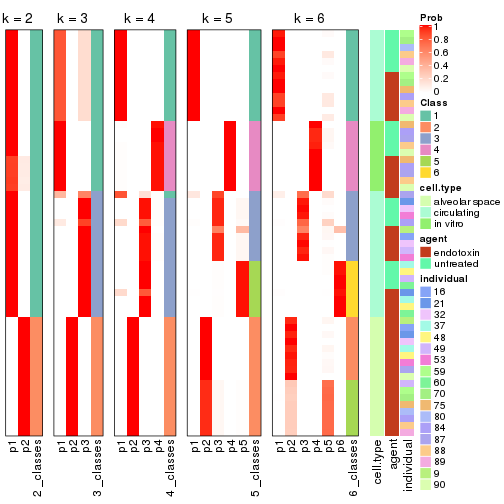 k = 2
k = 3
k = 4
k = 5
k = 6
p1
p2
2_classes
p1
p2
p3
3_classes
p1
p2
p3
p4
4_classes
p1
p2
p3
p4
p5
5_classes
p1
p2
p3
p4
p5
p6
6_classes
cell.type
agent
individual
Prob
1
0.8
0.6
0.4
0.2
0
Class
1
2
3
4
5
6
cell.type
alveolar space
circulating
in vitro
agent
endotoxin
untreated
individual
16
21
32
37
48
49
53
59
60
70
75
80
84
87
88
89
9
90